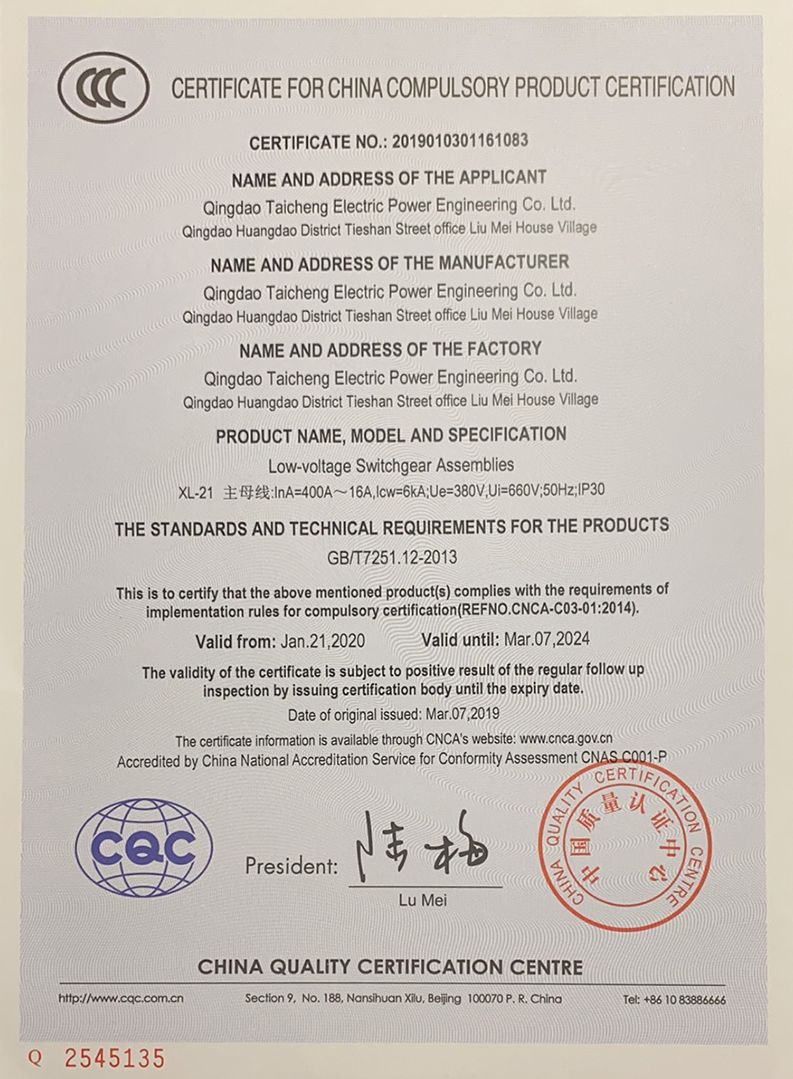 CCC
CERTIFICATE FOR CHINA COMPULSORY PRODUCT CERTIFICATION
CERTIFICATE NO.: 2019010301161083
NAME AND ADDRESS OF THE APPLICANT
Qingdao Taicheng Electric Power Engineering Co. Ltd.
Qingdao Huangdao District Tieshan Street office Liu Mei House Village
NAME AND ADDRESS OF THE MANUFACTURER
Qingdao Taicheng Electric Power Engineering Co. Ltd.
Qingdao Huangdao District Tieshan Street office Liu Mei House Village
NAME AND ADDRESS OF THE FACTORY
Qingdao Taicheng Electric Power Engineering Co. Ltd.
Qingdao Huangdao District Tieshan Street office Liu Mei House Village
PRODUCT NAME, MODEL AND SPECIFICATION
Low-voltage Switchgear Assemblies
XL-21 主母线:InA=400A～16A,Icw=6kA;Ue=380V,Ui=660V;50Hz;IP30
THE STANDARDS AND TECHNICAL REQUIREMENTS FOR THE PRODUCTS
GB/T7251.12-2013
This is to certify that the above mentioned product(s) complies with the requirements of
implementation rules for compulsory certification(REFNO.CNCA-C03-01:2014).
Valid from: Jan.21,2020 Valid until: Mar.07,2024
The validity of the certificate is subject to positive result of the regular follow up
inspection by issuing certification body until the expiry date.
Date of original issued: Mar.07,2019
The certificate information is available through CNCA's website: www.cnca.gov.cn
Accredited by China National Accreditation Service for Conformity Assessment CNAS C001-P
CQC
President: 陆梅
Lu Mei
CHINA QUALITY CERTIFICATION CENTRE
中国质量认证中心
CHINA QUALITY CERTIFICATION CENTRE
http://www.cqc.com.cn Section 9, No. 188, Nansihuan Xilu, Beijing 100070 P. R. China Tel: +86 10 83886666
Q 2545135